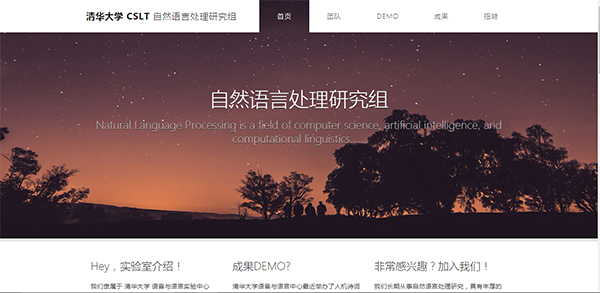 清华大学 CSLT 自然语言处理研究组 首页 团队 DEMO 成果 招聘
自然语言处理研究组
Natural Language Processing is a field of computer science, artificial intelligence, and
computational linguistics.
Hey，实验室介绍！ 成果DEMO? 非常感兴趣？加入我们！
我们隶属于 清华大学 语音与语言实验中心 清华大学语音与语言中心最近举办了人机诗词 我们长期从事自然语言处理研究，具有丰厚的